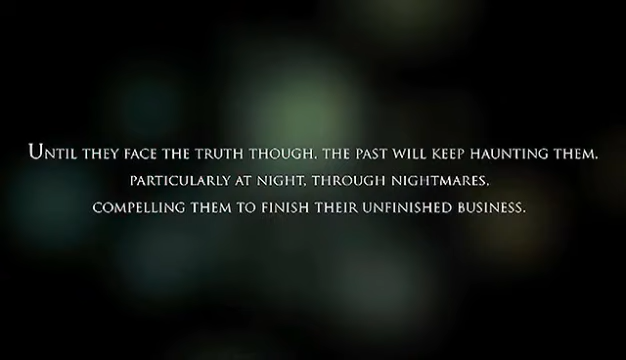 Until they face the truth though, the past will keep haunting them,
particularly at night, through nightmares,
compelling them to finish their unfinished business.